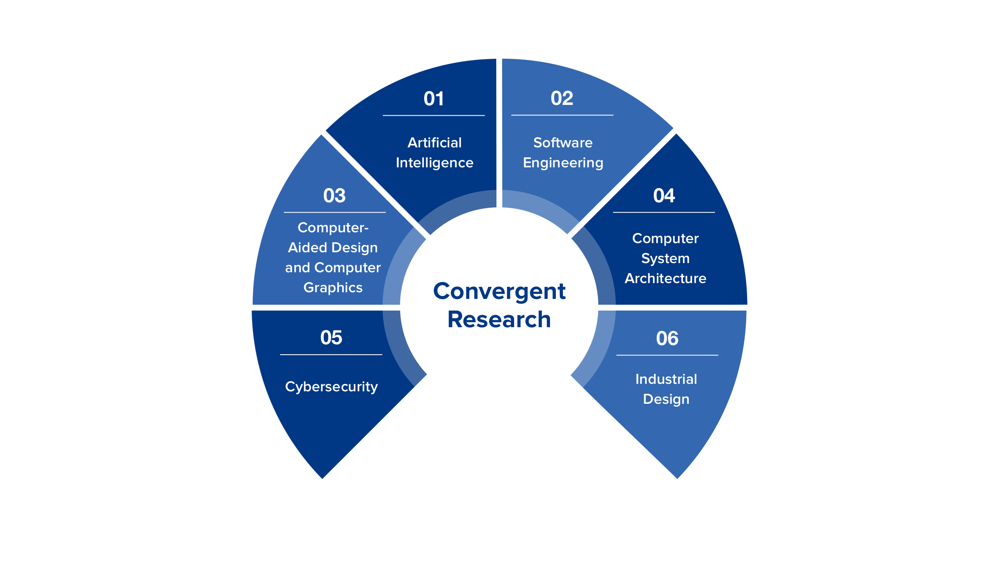 01
Artificial
Intelligence
02
Software
Engineering
03
Computer-
Aided Design
and Computer
Graphics
04
Computer
System
Architecture
Convergent
Research
05
Cybersecurity
06
Industrial
Design